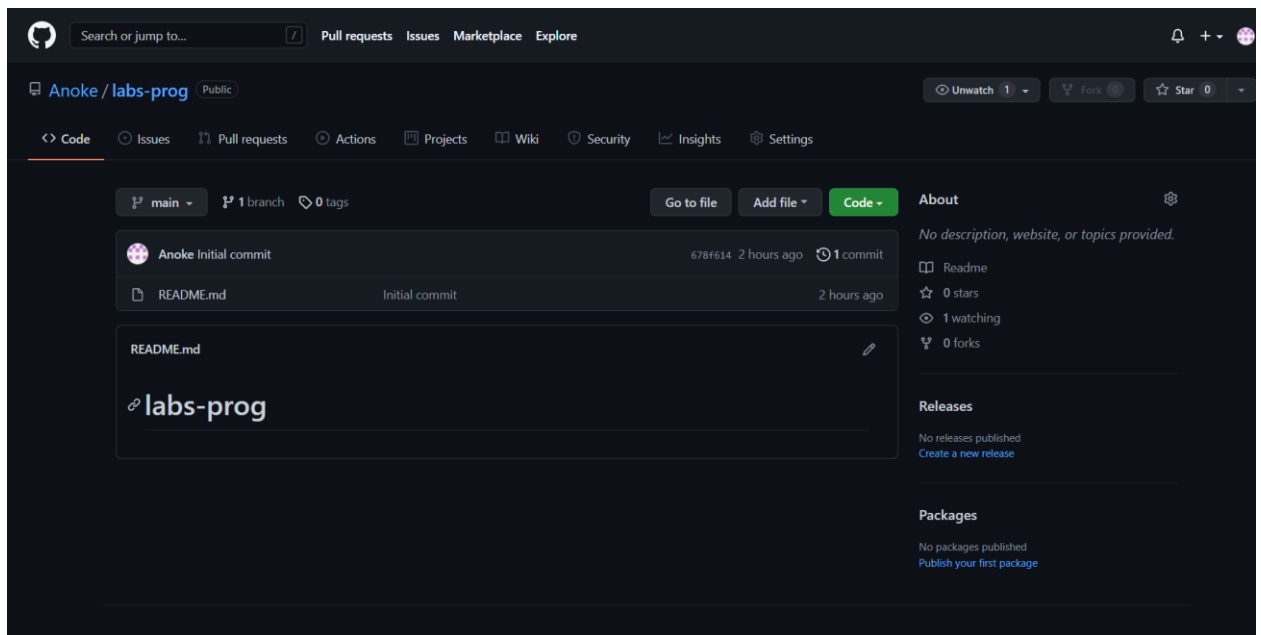 Search or jump to... / Pull requests Issues Marketplace Explore
Anoke / labs-prog Public Unwatch 1 Fork 0 Star 0
<> Code Issues Pull requests Actions Projects Wiki Security Insights Settings
main 1 branch 0 tags Go to file Add file Code
Anoke Initial commit 678f614 2 hours ago 1 commit
README.md Initial commit 2 hours ago
README.md
labs-prog
About
No description, website, or topics provided.
Readme
0 stars
1 watching
0 forks
Releases
No releases published
Create a new release
Packages
No packages published
Publish your first package